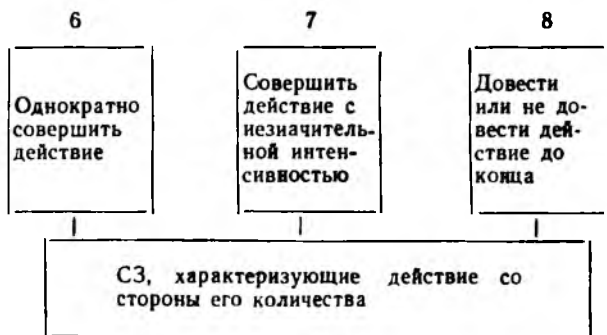 6 7 8
Однократно
совершить
действие
Совершить
действие с
незначитель-
ной интен-
сивностью
Довести
или не до-
вести дей-
ствие до
конца
СЗ, характеризующие действие со
стороны его количества